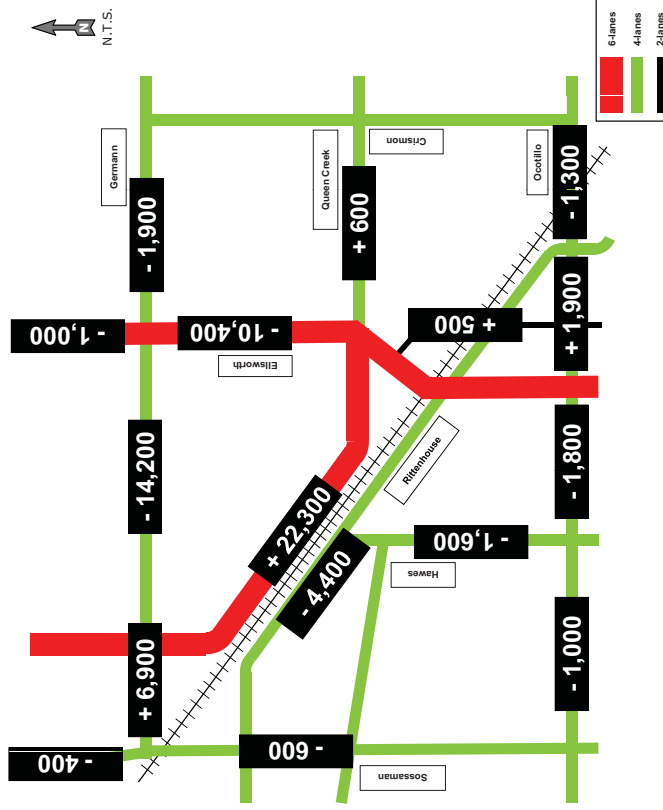 N
N.T.S.
Germann
- 1,000
- 1,900
- 10,400
Queen Creek
Crismon
+ 600
Ellsworth
- 14,200
+ 500
Ocotillo
- 1,300
+ 1,900
Rittenhouse
- 1,800
+ 22,300
- 4,400
- 1,600
Hawes
+ 6,900
- 1,000
- 400
- 600
Sossaman
6-lanes
4-lanes
2-lanes